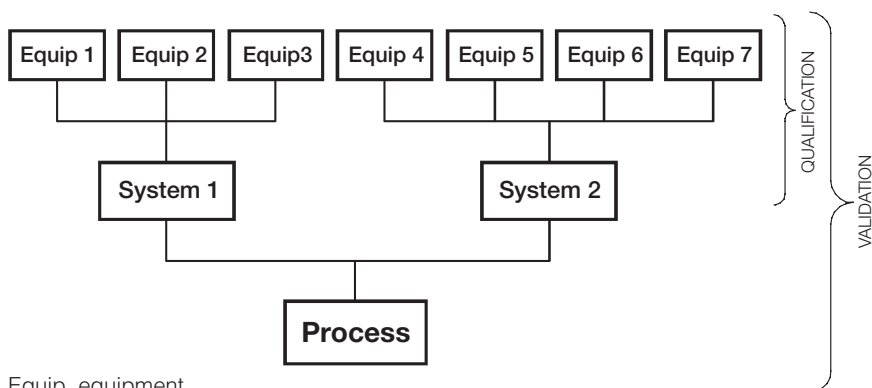 Equip 1
Equip 2
Equip3
Equip 4
Equip 5
Equip 6
Equip 7
QUALIFICATION
System 1
System 2
VALIDATION
Process
Equip, equipment